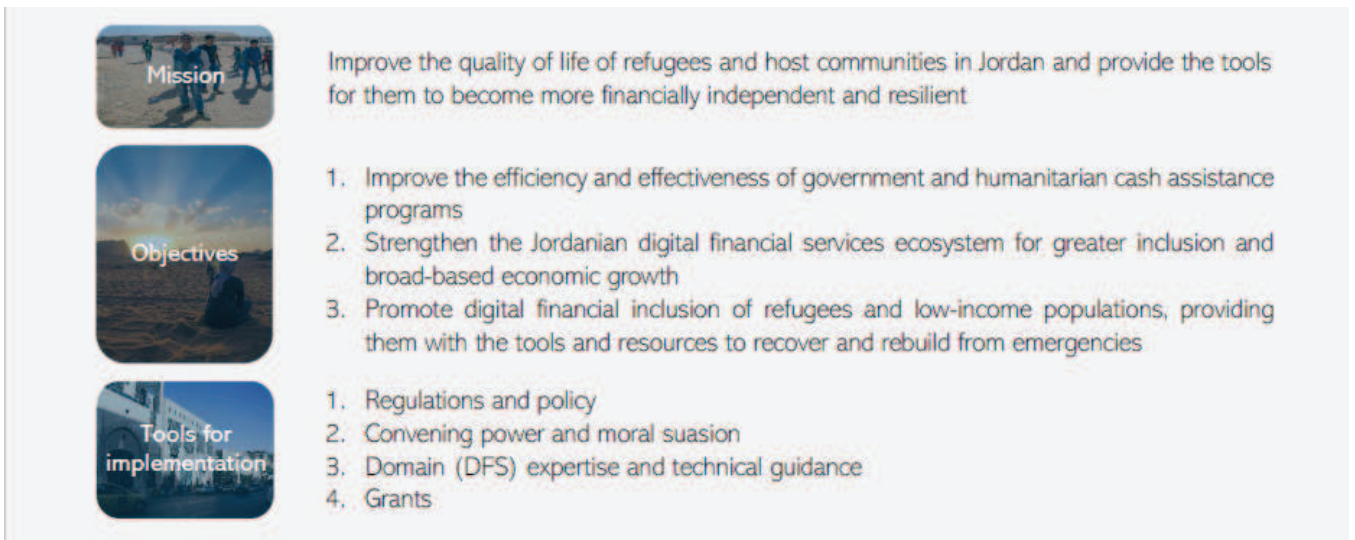 Mission
Improve the quality of life of refugees and host communities in Jordan and provide the tools
for them to become more financially independent and resilient
Objectives
1. Improve the efficiency and effectiveness of government and humanitarian cash assistance
programs
2. Strengthen the Jordanian digital financial services ecosystem for greater inclusion and
broad-based economic growth
3. Promote digital financial inclusion of refugees and low-income populations, providing
them with the tools and resources to recover and rebuild from emergencies
Tools for
implementation
1. Regulations and policy
2. Convening power and moral suasion
3. Domain (DFS) expertise and technical guidance
4. Grants